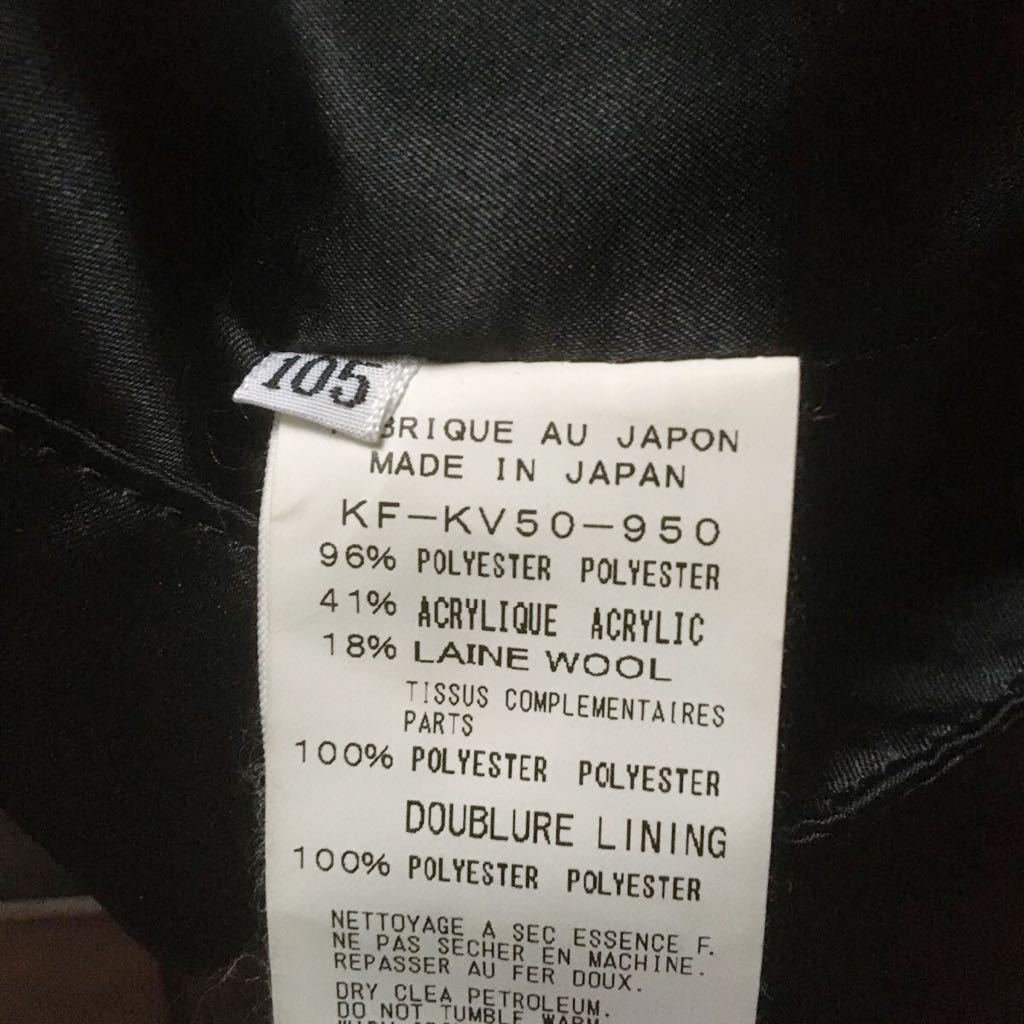 105
BRIQUE AU JAPON
MADE IN JAPAN
KF-KV50-950
96% POLYESTER POLYESTER
41% ACRYLIQUE ACRYLIC
18% LAINE WOOL
TISSUS COMPLEMENTAIRES
PARTS
100% POLYESTER POLYESTER
DOUBLURE LINING
100% POLYESTER POLYESTER
NETTOYAGE A SEC ESSENCE F.
NE PAS SECHER EN MACHINE.
REPASSER AU FER DOUX.
DRY CLEA PETROLEUM.
DO NOT TUMBLE WARM